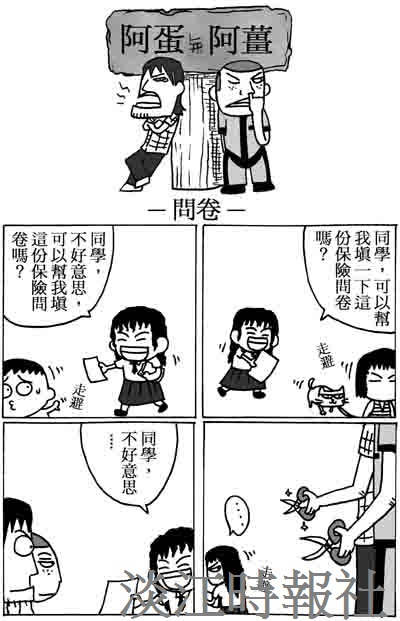 阿蛋 阿薑
－問卷－
同學，可以幫
我填一下這
份保險問卷
嗎？
走避
同學，
不好意思，
可以幫我填
這份保險問
卷嗎？
走避
……
走避
同學，
不好意思
……
淡江時報社